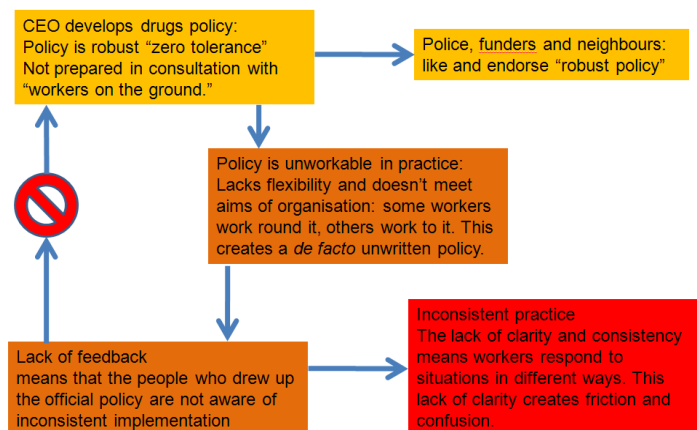 CEO develops drugs policy:
Policy is robust “zero tolerance”
Not prepared in consultation with
“workers on the ground.”
Police, funders and neighbours:
like and endorse “robust policy”
Policy is unworkable in practice:
Lacks flexibility and doesn’t meet
aims of organisation: some workers
work round it, others work to it. This
creates a de facto unwritten policy.
Lack of feedback
means that the people who drew up
the official policy are not aware of
inconsistent implementation
Inconsistent practice
The lack of clarity and consistency
means workers respond to
situations in different ways. This
lack of clarity creates friction and
confusion.